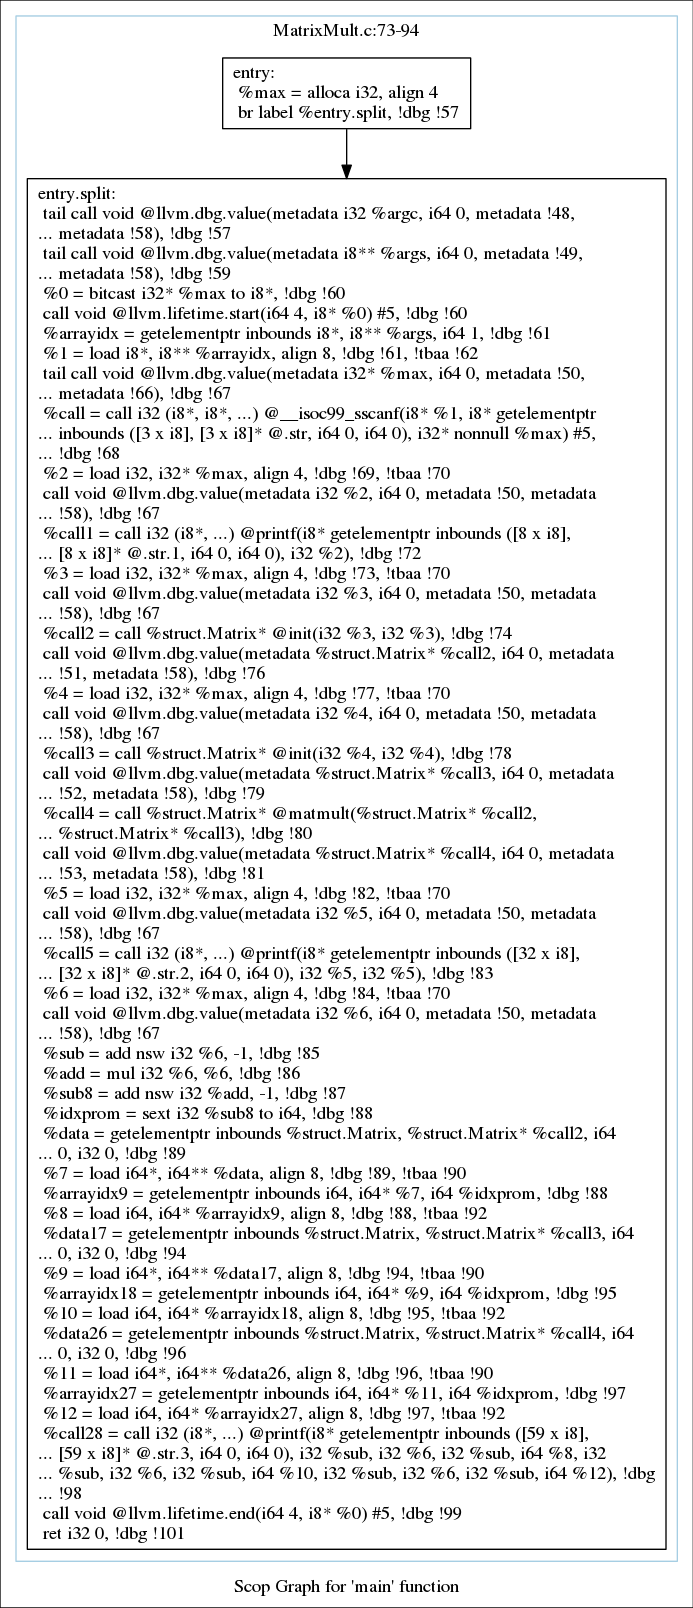 MatrixMult.c:73-94
entry:
%max = alloca i32, align 4
br label %entry.split, !dbg !57
entry.split:
tail call void @llvm.dbg.value(metadata i32 %argc, i64 0, metadata !48,
... metadata !58), !dbg !57
tail call void @llvm.dbg.value(metadata i8** %args, i64 0, metadata !49,
... metadata !58), !dbg !59
%0 = bitcast i32* %max to i8*, !dbg !60
call void @llvm.lifetime.start(i64 4, i8* %0) #5, !dbg !60
%arrayidx = getelementptr inbounds i8*, i8** %args, i64 1, !dbg !61
%1 = load i8*, i8** %arrayidx, align 8, !dbg !61, !tbaa !62
tail call void @llvm.dbg.value(metadata i32* %max, i64 0, metadata !50,
... metadata !66), !dbg !67
%call = call i32 (i8*, i8*, ...) @__isoc99_sscanf(i8* %1, i8* getelementptr
... inbounds ([3 x i8], [3 x i8]* @.str, i64 0, i64 0), i32* nonnull %max) #5,
... !dbg !68
%2 = load i32, i32* %max, align 4, !dbg !69, !tbaa !70
call void @llvm.dbg.value(metadata i32 %2, i64 0, metadata !50, metadata
... !58), !dbg !67
%call1 = call i32 (i8*, ...) @printf(i8* getelementptr inbounds ([8 x i8],
... [8 x i8]* @.str.1, i64 0, i64 0), i32 %2), !dbg !72
%3 = load i32, i32* %max, align 4, !dbg !73, !tbaa !70
call void @llvm.dbg.value(metadata i32 %3, i64 0, metadata !50, metadata
... !58), !dbg !67
%call2 = call %struct.Matrix* @init(i32 %3, i32 %3), !dbg !74
call void @llvm.dbg.value(metadata %struct.Matrix* %call2, i64 0, metadata
... !51, metadata !58), !dbg !76
%4 = load i32, i32* %max, align 4, !dbg !77, !tbaa !70
call void @llvm.dbg.value(metadata i32 %4, i64 0, metadata !50, metadata
... !58), !dbg !67
%call3 = call %struct.Matrix* @init(i32 %4, i32 %4), !dbg !78
call void @llvm.dbg.value(metadata %struct.Matrix* %call3, i64 0, metadata
... !52, metadata !58), !dbg !79
%call4 = call %struct.Matrix* @matmult(%struct.Matrix* %call2,
... %struct.Matrix* %call3), !dbg !80
call void @llvm.dbg.value(metadata %struct.Matrix* %call4, i64 0, metadata
... !53, metadata !58), !dbg !81
%5 = load i32, i32* %max, align 4, !dbg !82, !tbaa !70
call void @llvm.dbg.value(metadata i32 %5, i64 0, metadata !50, metadata
... !58), !dbg !67
%call5 = call i32 (i8*, ...) @printf(i8* getelementptr inbounds ([32 x i8],
... [32 x i8]* @.str.2, i64 0, i64 0), i32 %5, i32 %5), !dbg !83
%6 = load i32, i32* %max, align 4, !dbg !84, !tbaa !70
call void @llvm.dbg.value(metadata i32 %6, i64 0, metadata !50, metadata
... !58), !dbg !67
%sub = add nsw i32 %6, -1, !dbg !85
%add = mul i32 %6, %6, !dbg !86
%sub8 = add nsw i32 %add, -1, !dbg !87
%idxprom = sext i32 %sub8 to i64, !dbg !88
%data = getelementptr inbounds %struct.Matrix, %struct.Matrix* %call2, i64
... 0, i32 0, !dbg !89
%7 = load i64*, i64** %data, align 8, !dbg !89, !tbaa !90
%arrayidx9 = getelementptr inbounds i64, i64* %7, i64 %idxprom, !dbg !88
%8 = load i64, i64* %arrayidx9, align 8, !dbg !88, !tbaa !92
%data17 = getelementptr inbounds %struct.Matrix, %struct.Matrix* %call3, i64
... 0, i32 0, !dbg !94
%9 = load i64*, i64** %data17, align 8, !dbg !94, !tbaa !90
%arrayidx18 = getelementptr inbounds i64, i64* %9, i64 %idxprom, !dbg !95
%10 = load i64, i64* %arrayidx18, align 8, !dbg !95, !tbaa !92
%data26 = getelementptr inbounds %struct.Matrix, %struct.Matrix* %call4, i64
... 0, i32 0, !dbg !96
%11 = load i64*, i64** %data26, align 8, !dbg !96, !tbaa !90
%arrayidx27 = getelementptr inbounds i64, i64* %11, i64 %idxprom, !dbg !97
%12 = load i64, i64* %arrayidx27, align 8, !dbg !97, !tbaa !92
%call28 = call i32 (i8*, ...) @printf(i8* getelementptr inbounds ([59 x i8],
... [59 x i8]* @.str.3, i64 0, i64 0), i32 %sub, i32 %6, i32 %sub, i64 %8, i32
... %sub, i32 %6, i32 %sub, i64 %10, i32 %sub, i32 %6, i32 %sub, i64 %12), !dbg
... !98
call void @llvm.lifetime.end(i64 4, i8* %0) #5, !dbg !99
ret i32 0, !dbg !101
Scop Graph for 'main' function